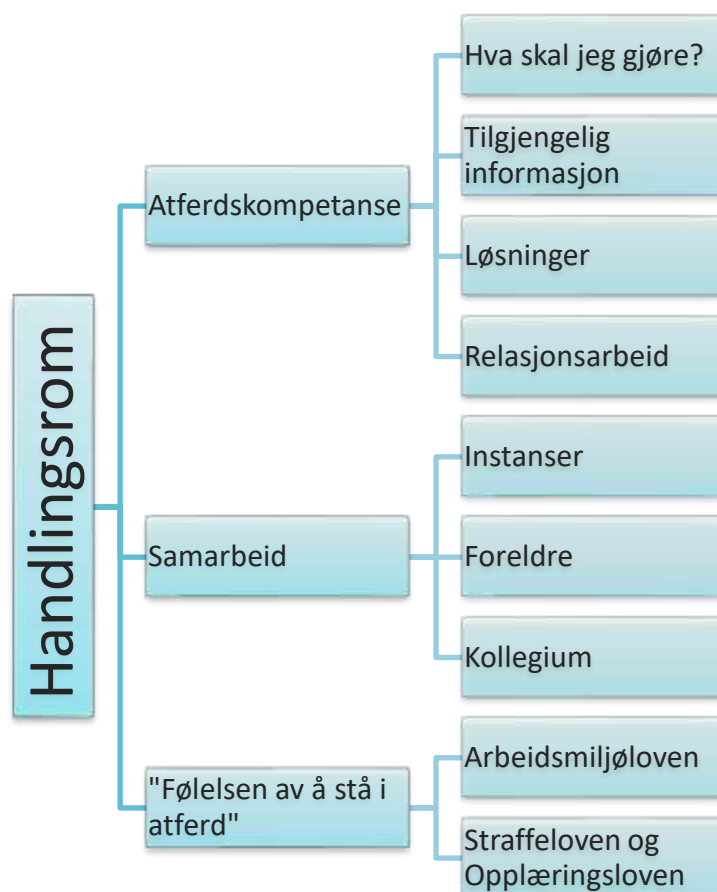 Handlingsrom
Atferdskompetanse
Hva skal jeg gjøre?
Tilgjengelig
informasjon
Løsninger
Relasjonsarbeid
Samarbeid
Instanser
Foreldre
Kollegium
"Følelsen av å stå i
atferd"
Arbeidsmiljøloven
Straffeloven og
Opplæringsloven